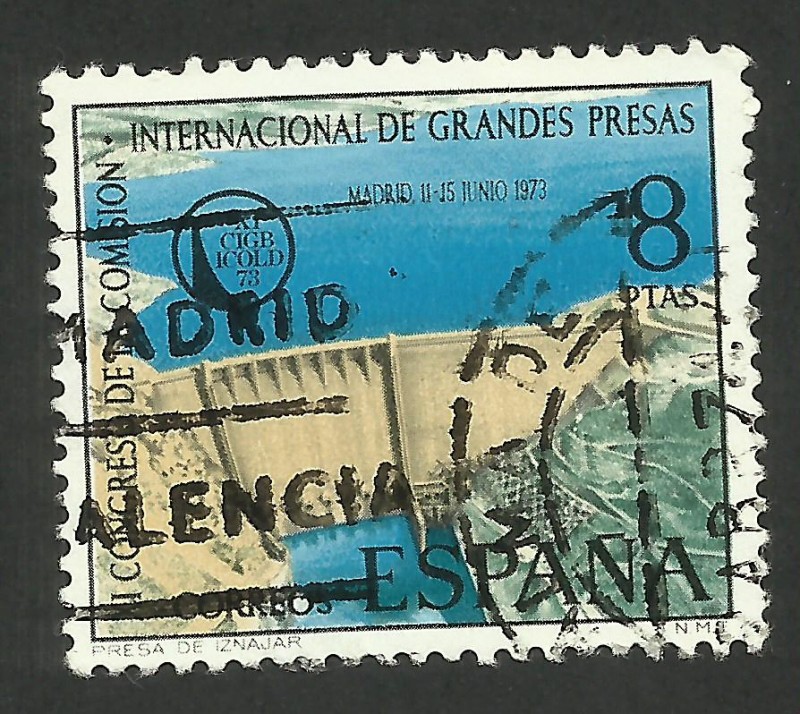 XI CONGRESO DE LA COMISION · INTERNACIONAL DE GRANDES PRESAS
MADRID 11-15 JUNIO 1973
8
PTAS
XI
CIGB
ICOLD
73
MADRID
ALENCIA
CORREOS ESPAÑA
PRESA DE IZNAJAR